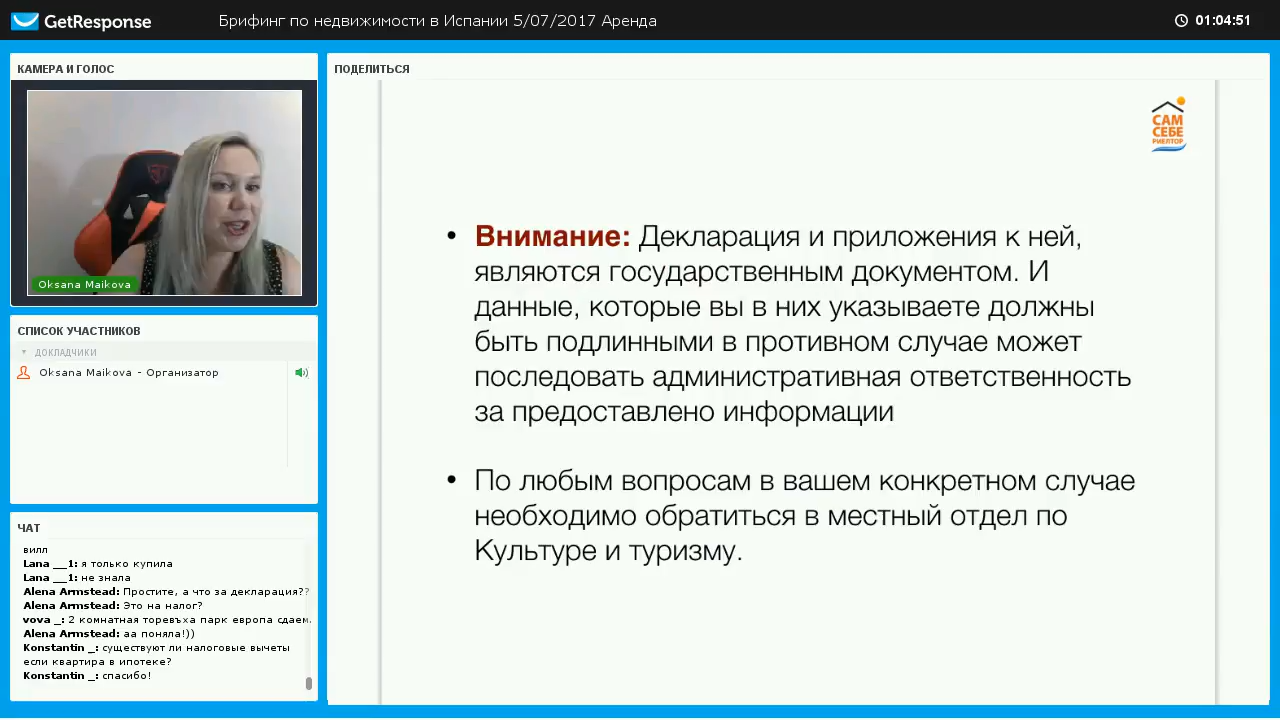 GetResponse
Брифинг по недвижимости в Испании 5/07/2017 Аренда
01:04:51
КАМЕРА И ГОЛОС
Oksana Maikova
СПИСОК УЧАСТНИКОВ
ДОКЛАДЧИКИ
Oksana Maikova - Организатор
ЧАТ
вилл
Lana __1: я только купила
Lana __1: не знала
Alena Armstead: Простите, а что за декларация??
Alena Armstead: Это на налог?
vova _: 2 комнатная торевъха парк европа сдаем.
Alena Armstead: аа поняла!))
Konstantin _: существуют ли налоговые вычеты
если квартира в ипотеке?
Konstantin _: спасибо!
ПОДЕЛИТЬСЯ
САМ
СЕБЕ
РИЕЛТОР
• Внимание: Декларация и приложения к ней,
являются государственным документом. И
данные, которые вы в них указываете должны
быть подлинными в противном случае может
последовать административная ответственность
за предоставлено информации
• По любым вопросам в вашем конкретном случае
необходимо обратиться в местный отдел по
Культуре и туризму.